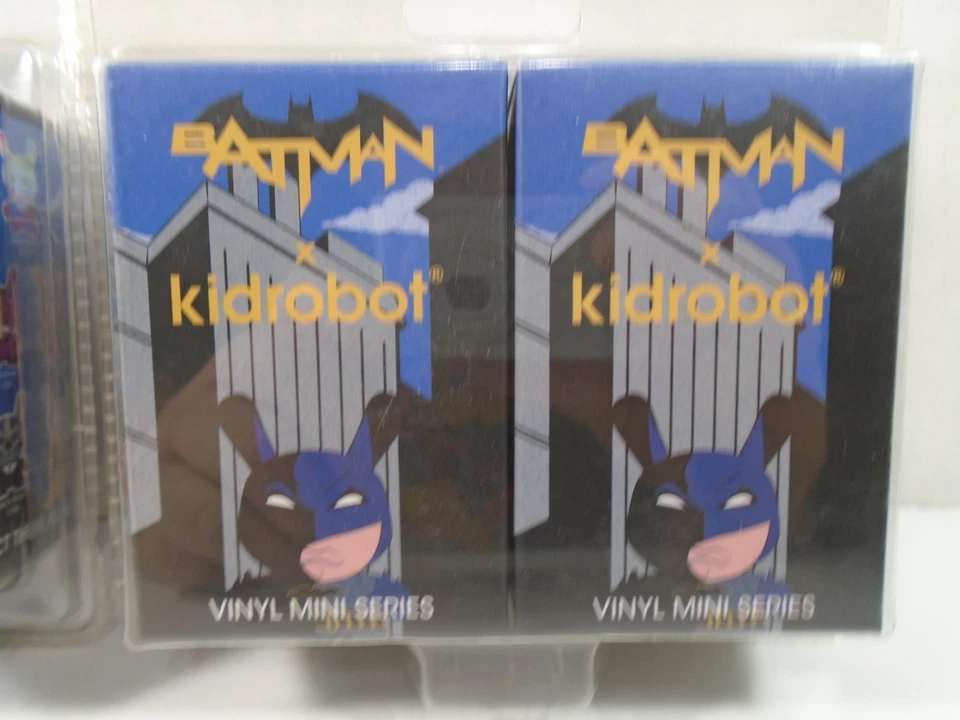 BATMAN
x
kidrobot®
VINYL MINI SERIES
BATMAN
x
kidrobot®
VINYL MINI SERIES